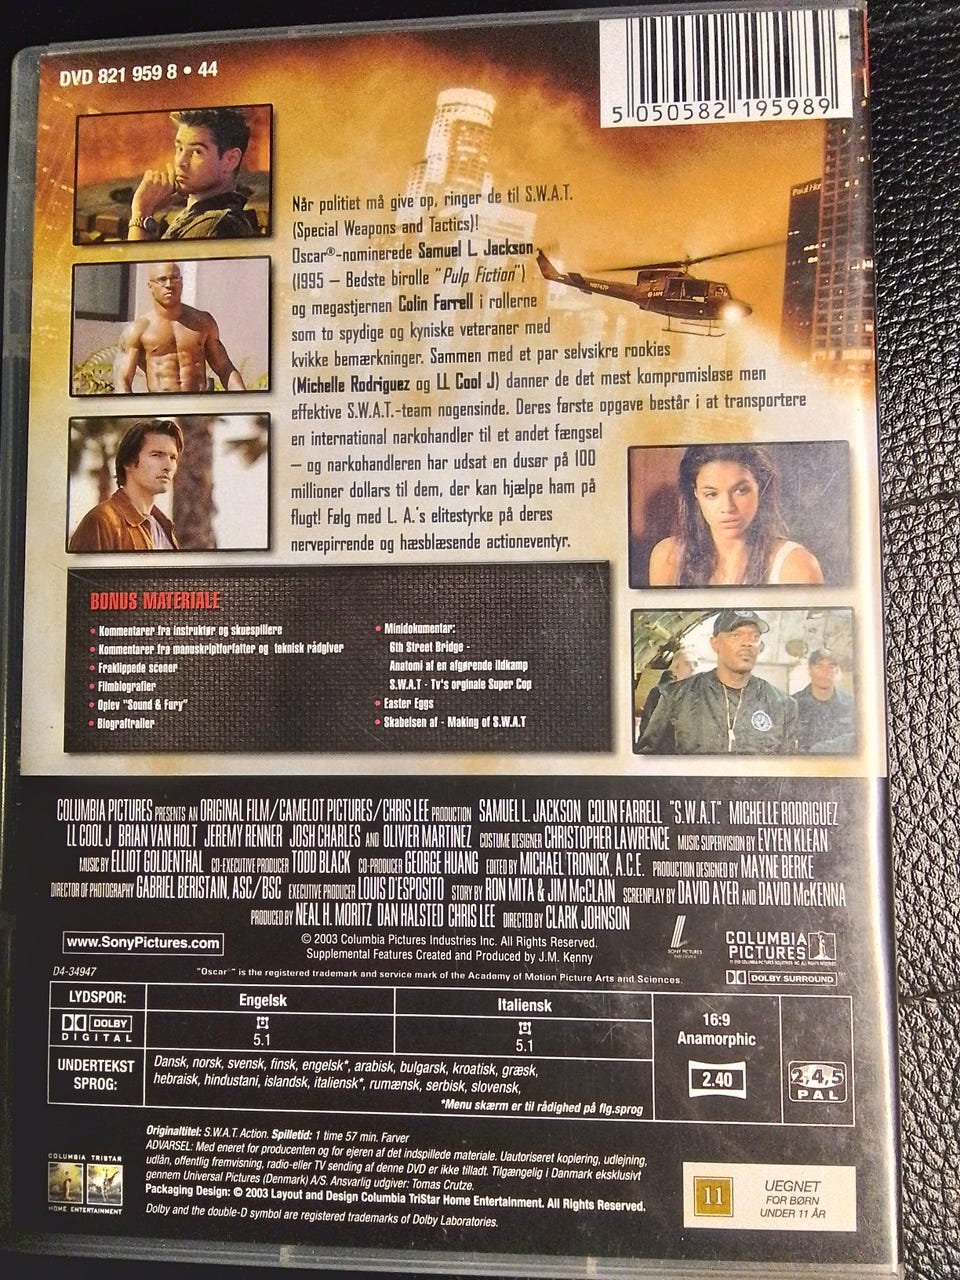 DVD 821 959 8 • 44
5 050582 195989
Når politiet må give op, ringer de til S.W.A.T.
(Special Weapons and Tactics)!
Oscar®-nominerede Samuel L. Jackson
(1995 – Bedste birolle "Pulp Fiction")
og megastjernen Colin Farrell i rollerne
som to spydige og kyniske veteraner med
kvikke bemærkninger. Sammen med et par selvsikre rookies
(Michelle Rodriguez og LL Cool J) danner de det mest kompromisløse men
effektive S.W.A.T.-team nogensinde. Deres første opgave består i at transportere
en international narkohandler til et andet fængsel
– og narkohandleren har udsat en dusør på 100
millioner dollars til dem, der kan hjælpe ham på
flugt! Følg med L. A.'s elitestyrke på deres
nervepirrende og hæsblæsende actioneventyr.
BONUS MATERIALE
• Kommentarer fra instruktør og skuespillere
• Kommentarer fra manuskriptforfatter og teknisk rådgiver
• Fraklippede scener
• Filmbiografier
• Oplev "Sound & Fury"
• Biograftrailer
• Minidokumentar:
6th Street Bridge -
Anatomi af en afgørende ildkamp
S.W.A.T - Tv's orginale Super Cop
• Easter Eggs
• Skabelsen af - Making of S.W.A.T
COLUMBIA PICTURES PRESENTS AN ORIGINAL FILM/CAMELOT PICTURES/CHRIS LEE PRODUCTION SAMUEL L. JACKSON COLIN FARRELL "S.W.A.T." MICHELLE RODRIGUEZ
LL COOL J BRIAN VAN HOLT JEREMY RENNER JOSH CHARLES AND OLIVIER MARTINEZ COSTUME DESIGNER CHRISTOPHER LAWRENCE MUSIC SUPERVISION BY EVYEN KLEAN
MUSIC BY ELLIOT GOLDENTHAL CO-EXECUTIVE PRODUCER TODD BLACK CO-PRODUCER GEORGE HUANG EDITED BY MICHAEL TRONICK, A.C.E. PRODUCTION DESIGNED BY MAYNE BERKE
DIRECTOR OF PHOTOGRAPHY GABRIEL BERISTAIN, ASC/BSC EXECUTIVE PRODUCER LOUIS D'ESPOSITO STORY BY RON MITA & JIM McCLAIN SCREENPLAY BY DAVID AYER AND DAVID McKENNA
PRODUCED BY NEAL H. MORITZ DAN HALSTED CHRIS LEE DIRECTED BY CLARK JOHNSON
www.SonyPictures.com
© 2003 Columbia Pictures Industries Inc. All Rights Reserved.
Supplemental Features Created and Produced by J.M. Kenny
SONY PICTURES
COLUMBIA
PICTURES
D4-34947
"Oscar®" is the registered trademark and service mark of the Academy of Motion Picture Arts and Sciences.
DOLBY SURROUND
LYDSPOR:
Engelsk
Italiensk
DOLBY
DIGITAL
5.1
5.1
16:9
Anamorphic
2.40
2,4,5
PAL
UNDERTEKST
SPROG:
Dansk, norsk, svensk, finsk, engelsk*, arabisk, bulgarsk, kroatisk, græsk,
hebraisk, hindustani, islandsk, italiensk*, rumænsk, serbisk, slovensk,
*Menu skærm er til rådighed på flg.sprog
Originaltitel: S.W.A.T. Action. Spilletid: 1 time 57 min. Farver
ADVARSEL: Med eneret for producenten og for ejeren af det indspillede materiale. Uautoriseret kopiering, udlejning,
udlån, offentlig fremvisning, radio-eller TV sending af denne DVD er ikke tilladt. Tilgængelig i Danmark eksklusivt
gennem Universal Pictures (Denmark) A/S. Ansvarlig udgiver: Tomas Crutze.
Packaging Design: © 2003 Layout and Design Columbia TriStar Home Entertainment. All Rights Reserved.
Dolby and the double-D symbol are registered trademarks of Dolby Laboratories.
COLUMBIA TRISTAR
HOME ENTERTAINMENT
11
UEGNET
FOR BØRN
UNDER 11 ÅR